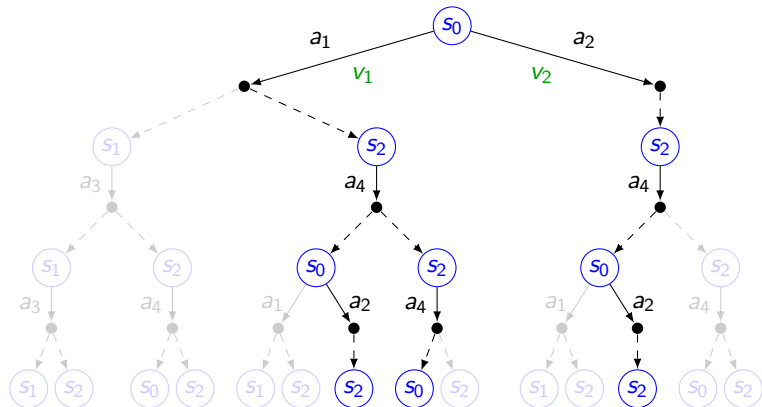 s₀
a₁ a₂
v₁ v₂
s₁ s₂ s₂
a₃ a₄ a₄
s₁ s₂ s₀ s₂ s₀ s₂
a₃ a₄ a₁ a₂ a₄ a₁ a₂ a₄
s₁ s₂ s₀ s₂ s₁ s₂ s₂ s₀ s₂ s₁ s₂ s₂ s₀ s₂